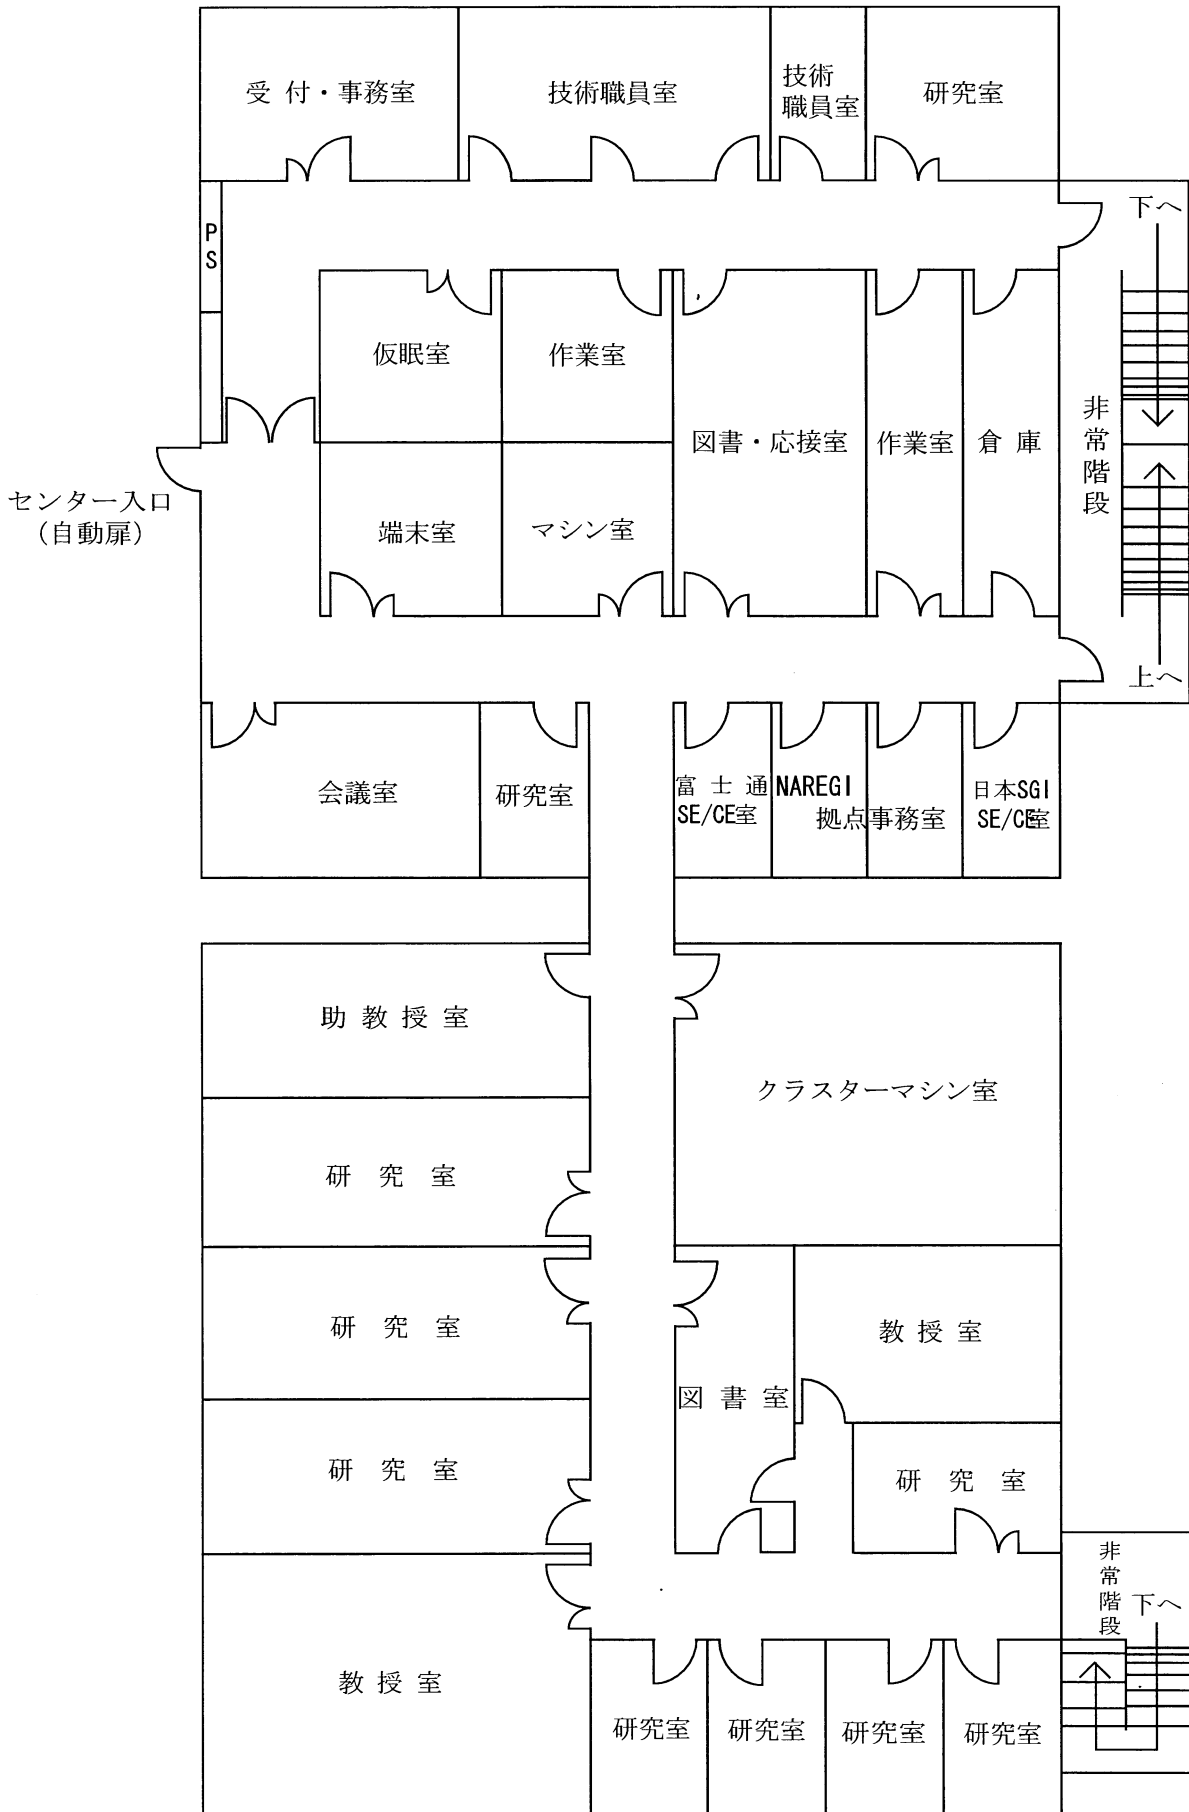 受付・事務室
技術職員室
技術
職員室
研究室
PS
下へ
仮眠室
作業室
図書・応接室
作業室
倉庫
非常階段
センター入口
(自動扉)
端末室
マシン室
上へ
会議室
研究室
富士通
SE/CE室
NAREGI
拠点事務室
日本SGI
SE/CE室
助教授室
クラスターマシン室
研究室
研究室
教授室
図書室
研究室
研究室
非常階段
下へ
教授室
研究室
研究室
研究室
研究室